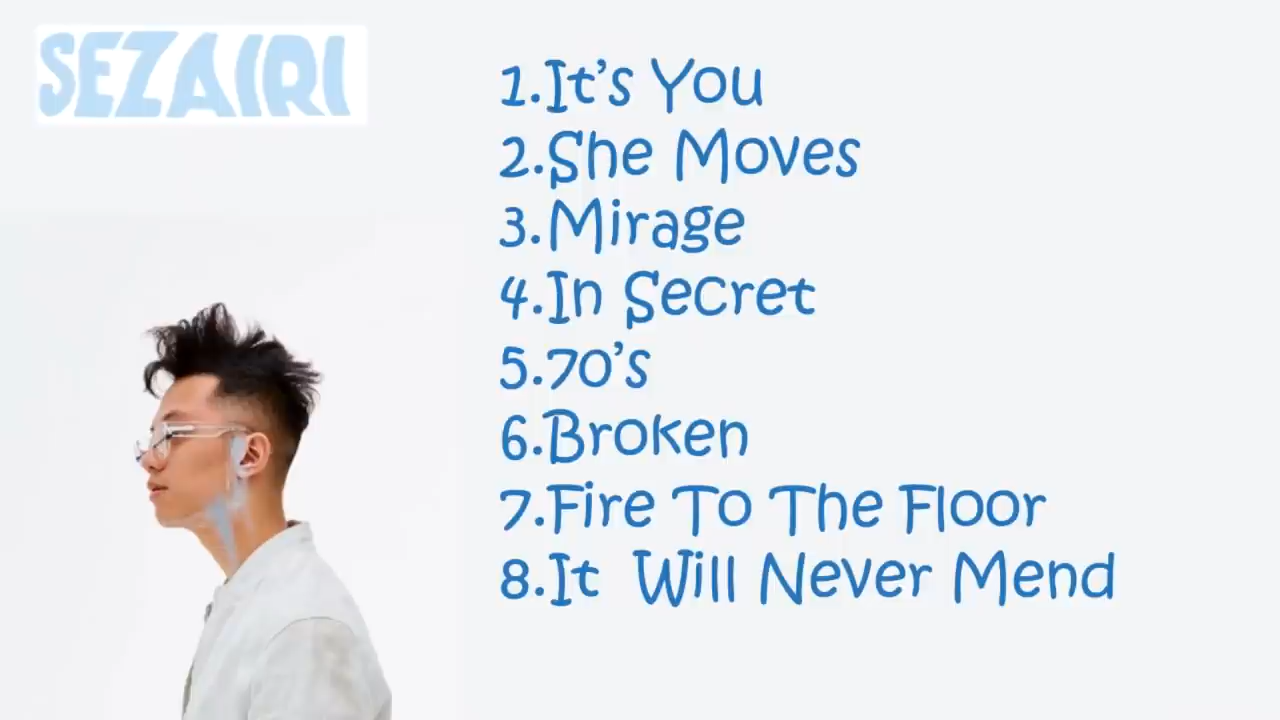 SEZAIRI
1.It's You
2.She Moves
3.Mirage
4.In Secret
5.70's
6.Broken
7.Fire To The Floor
8.It Will Never Mend